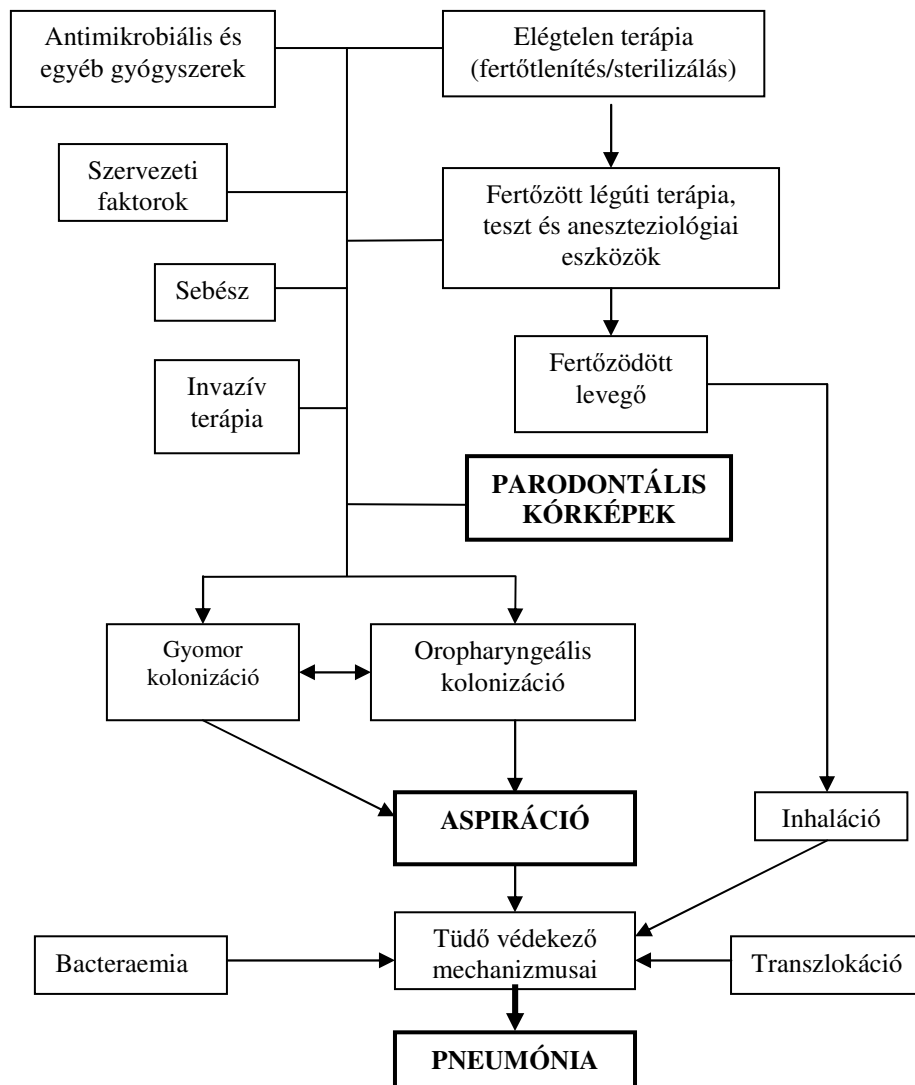 Antimikrobiális és
egyéb gyógyszerek
Elégtelen terápia
(fertőtlenítés/sterilizálás)
Szervezeti
faktorok
Fertőzött légúti terápia,
teszt és aneszteziológiai
eszközök
Sebész
Invazív
terápia
Fertőzödött
levegő
PARODONTÁLIS
KÓRKÉPEK
Gyomor
kolonizáció
Oropharyngeális
kolonizáció
ASPIRÁCIÓ
Inhaláció
Bacteraemia
Tüdő védekező
mechanizmusai
Transzlokáció
PNEUMÓNIA